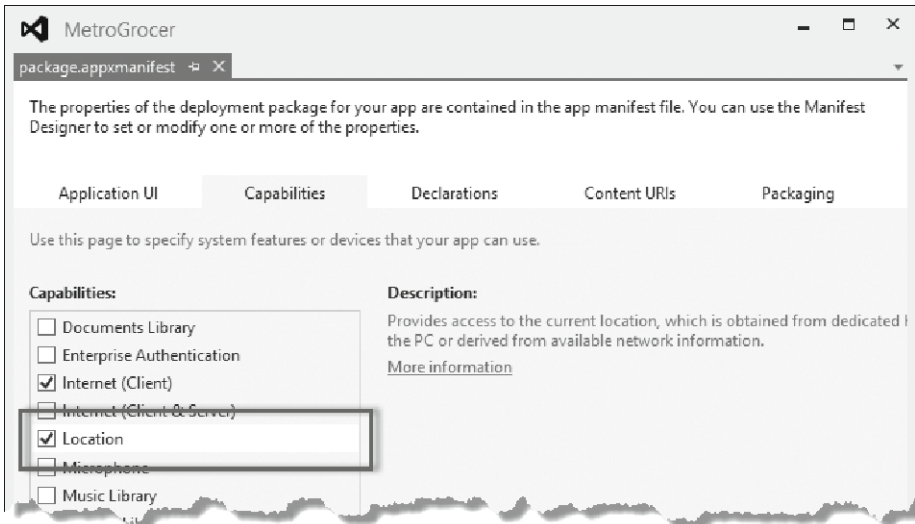 MetroGrocer
package.appxmanifest
The properties of the deployment package for your app are contained in the app manifest file. You can use the Manifest
Designer to set or modify one or more of the properties.
Application UI Capabilities Declarations Content URIs Packaging
Use this page to specify system features or devices that your app can use.
Capabilities:
Documents Library
Enterprise Authentication
Internet (Client)
Internet (Client & Server)
Location
Microphone
Music Library
Description:
Provides access to the current location, which is obtained from dedicated
the PC or derived from available network information.
More information